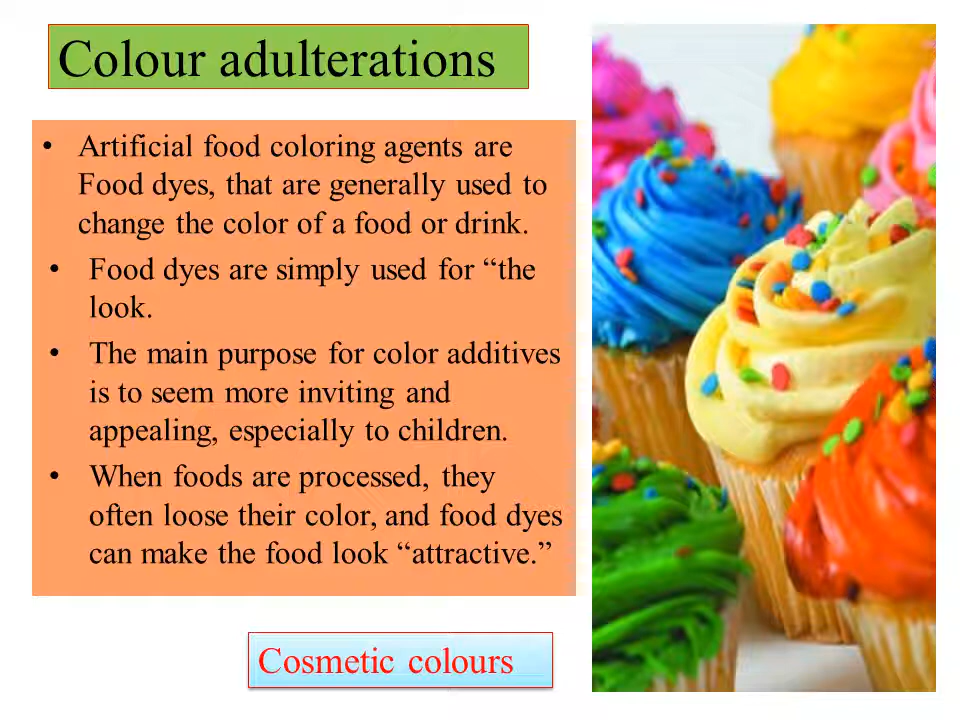 Colour adulterations
• Artificial food coloring agents are
Food dyes, that are generally used to
change the color of a food or drink.
• Food dyes are simply used for “the
look.
• The main purpose for color additives
is to seem more inviting and
appealing, especially to children.
• When foods are processed, they
often loose their color, and food dyes
can make the food look “attractive.”
Cosmetic colours